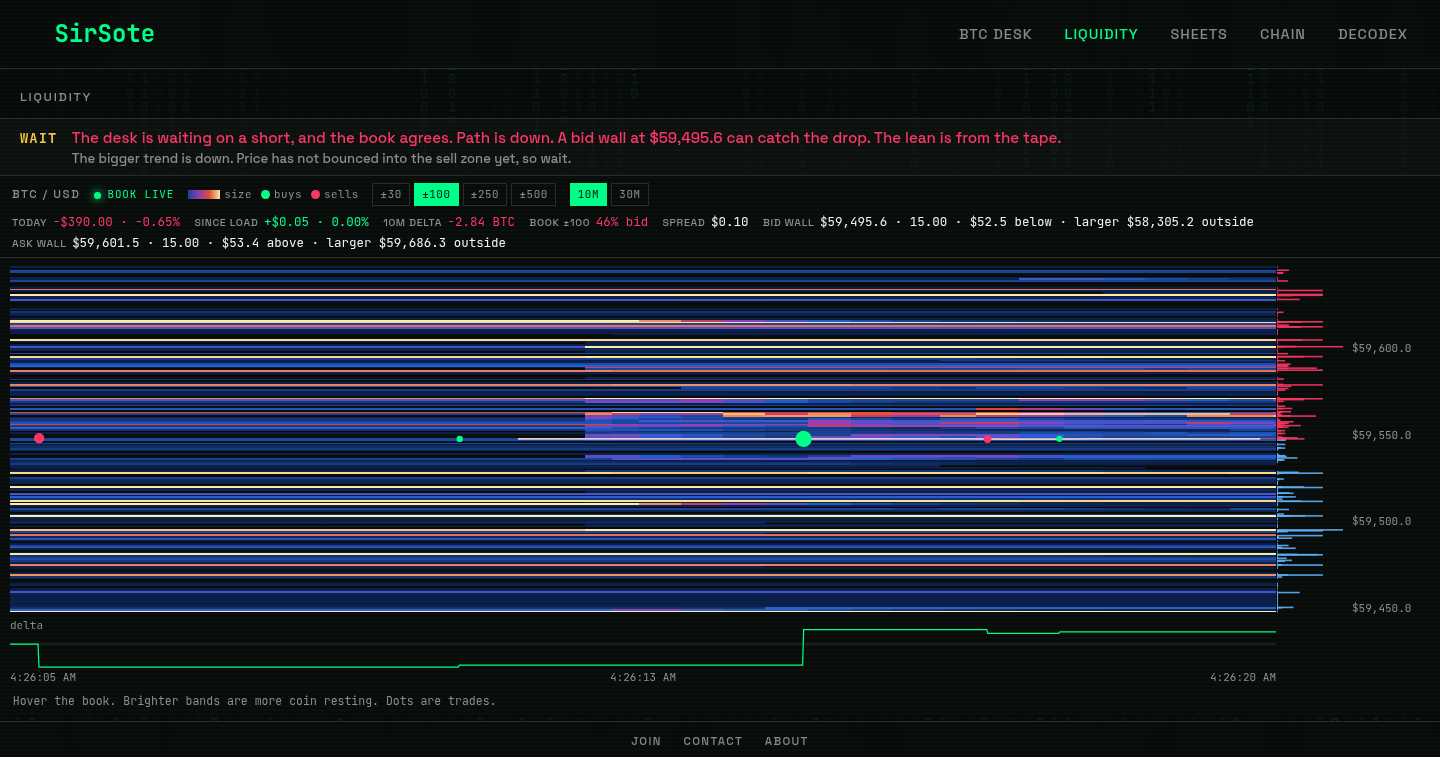 SirSote
BTC DESK LIQUIDITY SHEETS CHAIN DECODEX
LIQUIDITY
WAIT The desk is waiting on a short, and the book agrees. Path is down. A bid wall at $59,495.6 can catch the drop. The lean is from the tape.
The bigger trend is down. Price has not bounced into the sell zone yet, so wait.
BTC / USD BOOK LIVE size buys sells ±30 ±100 ±250 ±500 10M 30M
TODAY -$390.00 · -0.65% SINCE LOAD +$0.05 · 0.00% 10M DELTA -2.84 BTC BOOK ±100 46% bid SPREAD $0.10 BID WALL $59,495.6 · 15.00 · $52.5 below · larger $58,305.2 outside
ASK WALL $59,601.5 · 15.00 · $53.4 above · larger $59,686.3 outside
$59,600.0
$59,550.0
$59,500.0
$59,450.0
delta
4:26:05 AM 4:26:13 AM 4:26:20 AM
Hover the book. Brighter bands are more coin resting. Dots are trades.
JOIN CONTACT ABOUT